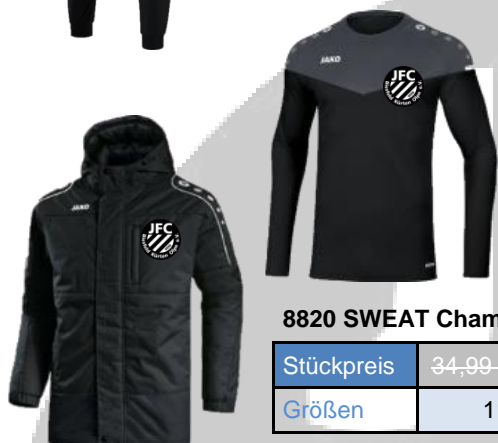 JAKO
JFC
JAKO
JFC
8820 SWEAT Cham
Stückpreis 34,99
Größen 1